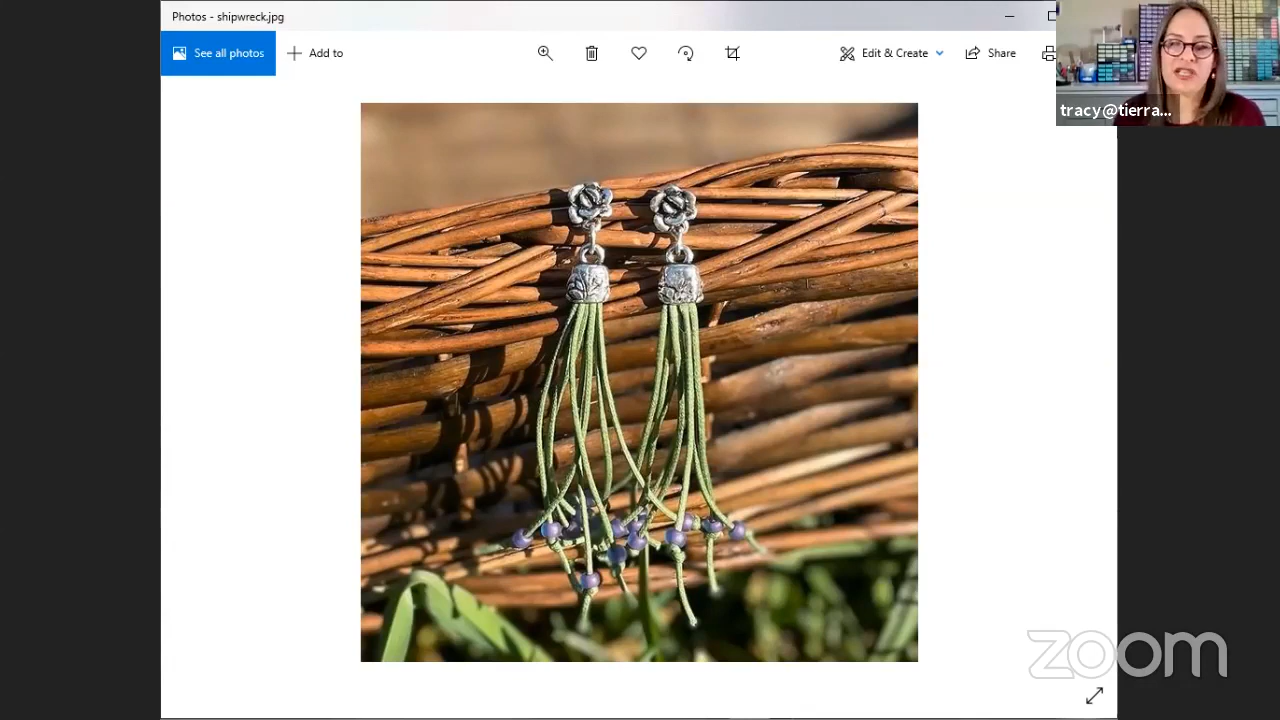 Photos - shipwreck.jpg
See all photos
Add to
Edit & Create
Share
tracy@tierra...
zoom